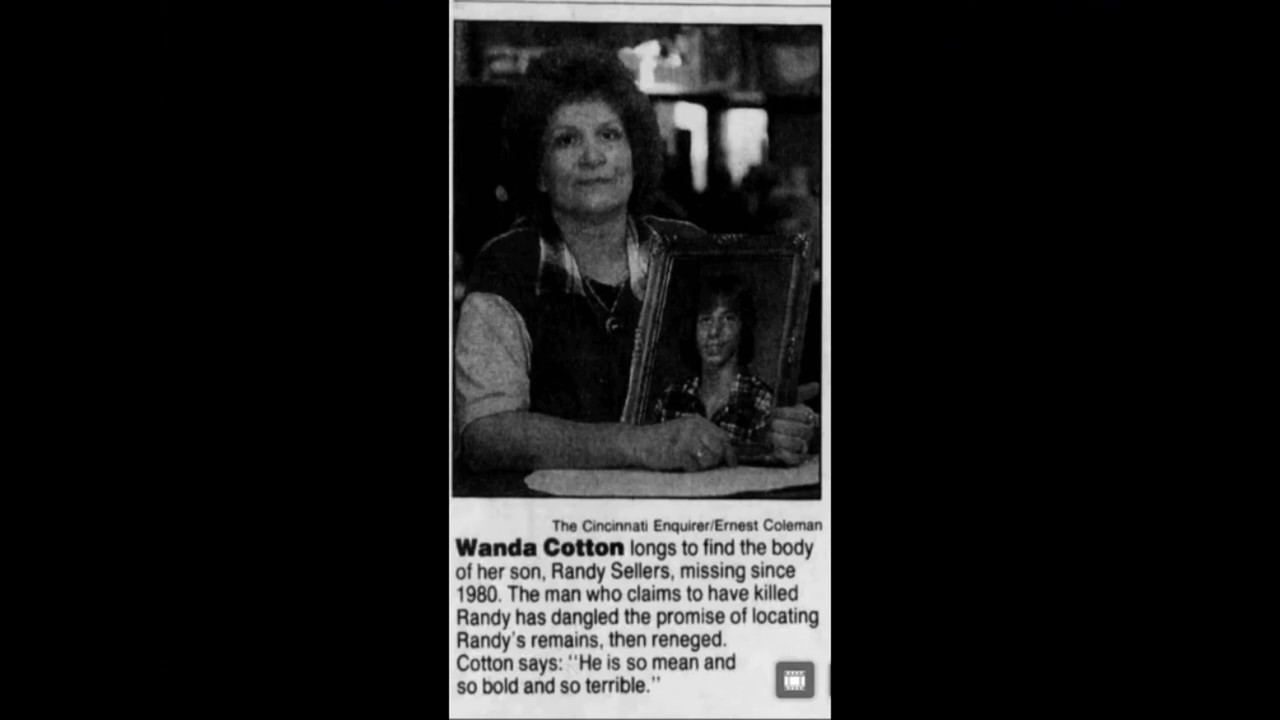 The Cincinnati Enquirer/Ernest Coleman
Wanda Cotton longs to find the body
of her son, Randy Sellers, missing since
1980. The man who claims to have killed
Randy has dangled the promise of locating
Randy's remains, then reneged.
Cotton says: "He is so mean and
so bold and so terrible."